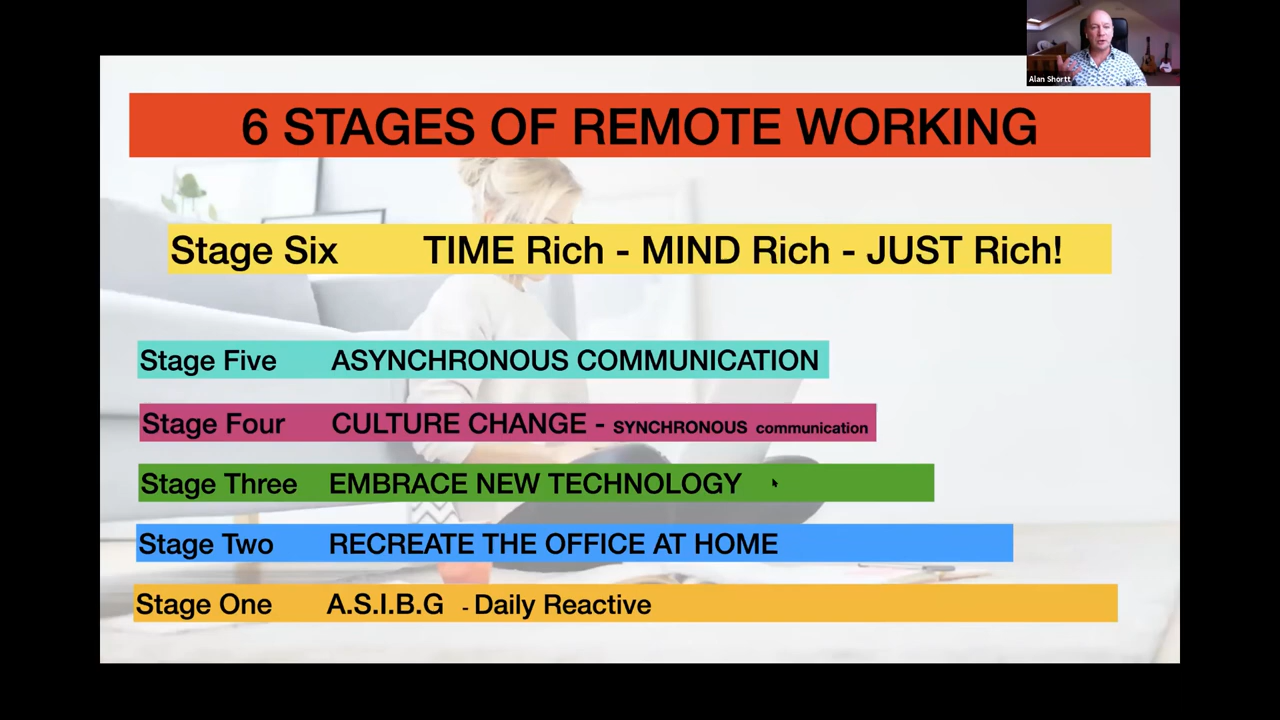 Alan Shortt
6 STAGES OF REMOTE WORKING
Stage Six TIME Rich - MIND Rich - JUST Rich!
Stage Five ASYNCHRONOUS COMMUNICATION
Stage Four CULTURE CHANGE - SYNCHRONOUS communication
Stage Three EMBRACE NEW TECHNOLOGY
Stage Two RECREATE THE OFFICE AT HOME
Stage One A.S.I.B.G - Daily Reactive